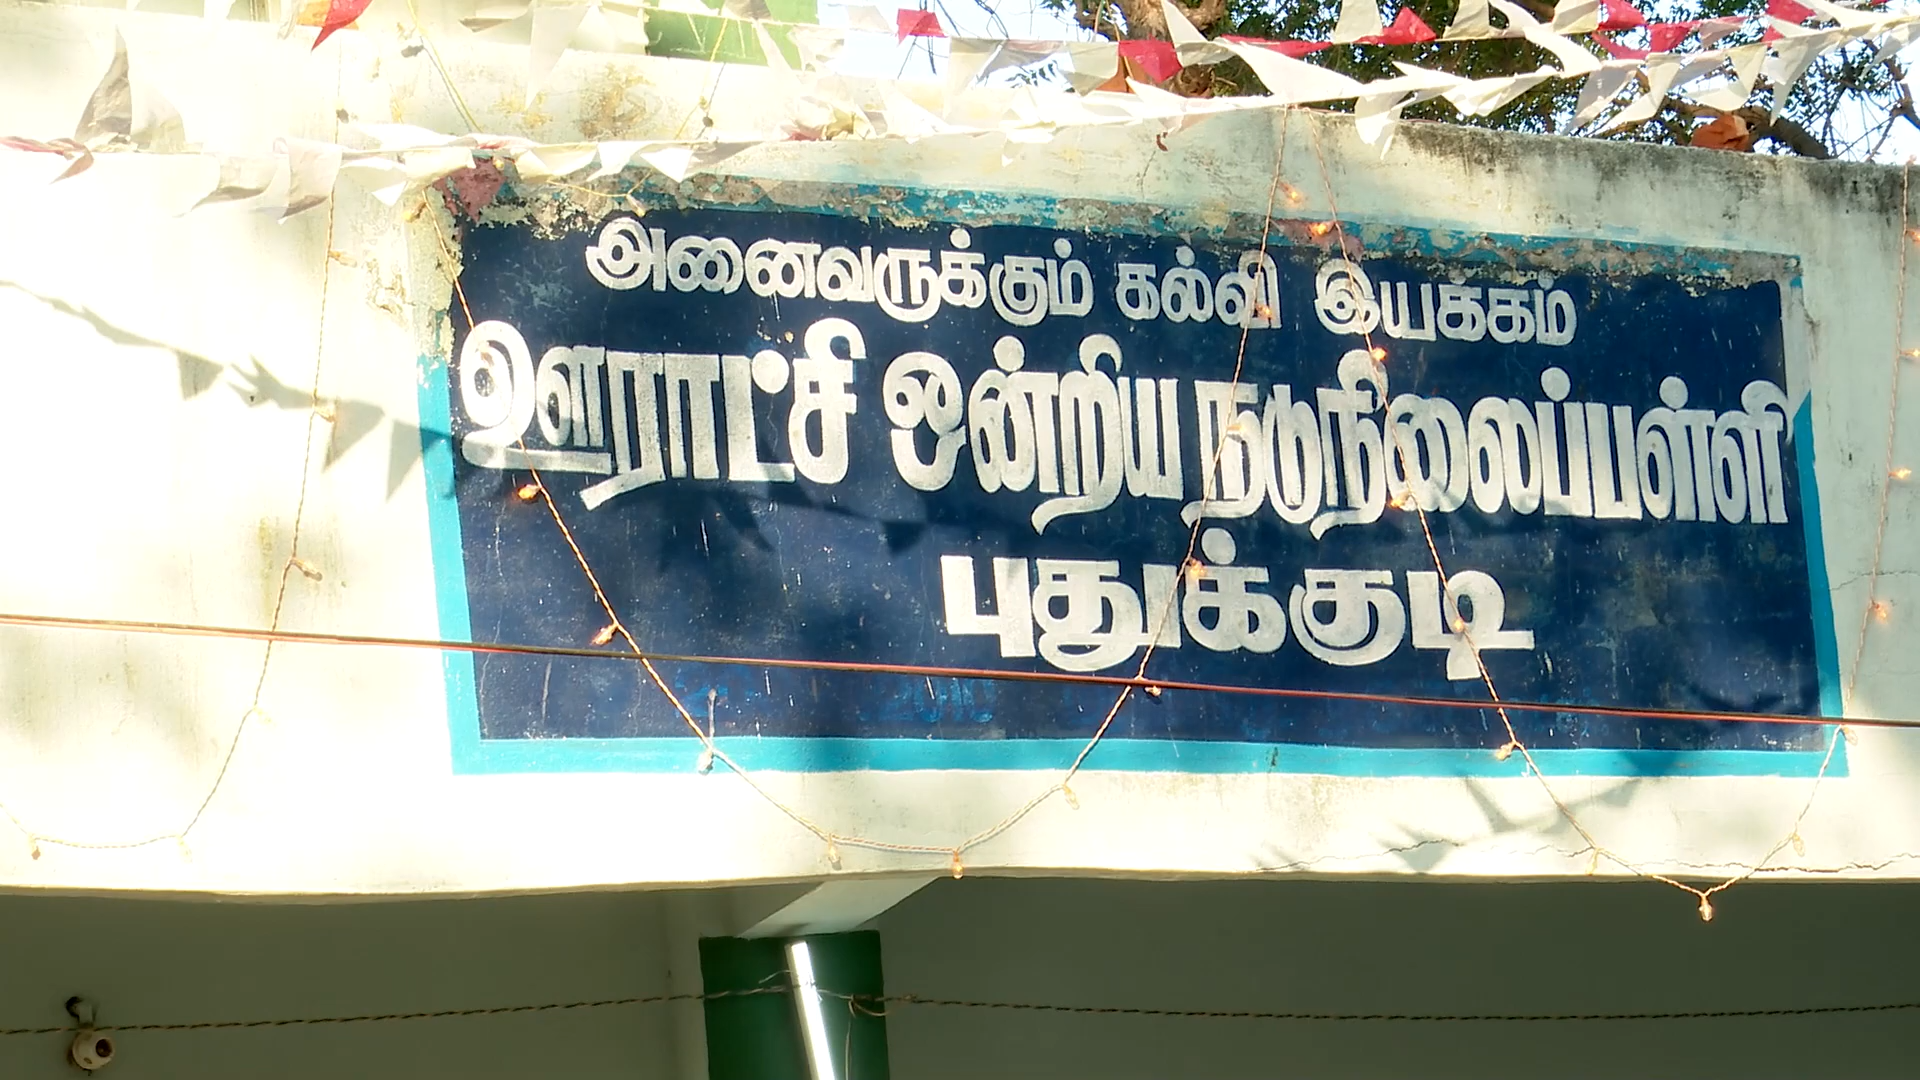 அனைவருக்கும் கல்வி இயக்கம்
ஊராட்சி ஒன்றிய நடுநிலைப்பள்ளி
புதுக்குடி